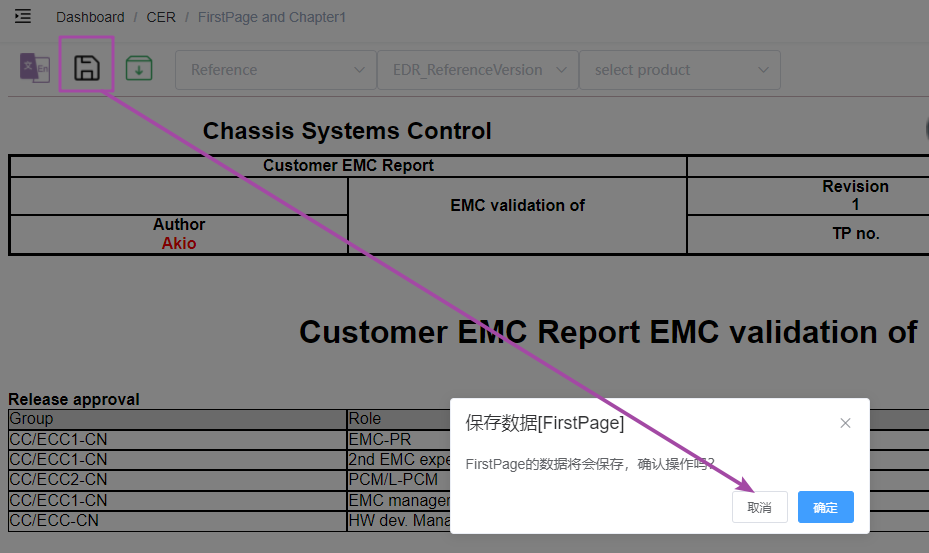 Dashboard / CER / FirstPage and Chapter1
文 En
Reference
EDR_ReferenceVersion
select product
Chassis Systems Control
Customer EMC Report
EMC validation of
Revision
1
Author
Akio
TP no.
Customer EMC Report EMC validation of
Release approval
Group Role
CC/ECC1-CN EMC-PR
CC/ECC1-CN 2nd EMC expe
CC/ECC2-CN PCM/L-PCM
CC/ECC1-CN EMC manager
CC/ECC-CN HW dev. Mana
保存数据[FirstPage]
FirstPage的数据将会保存，确认操作吗?
取消 确定